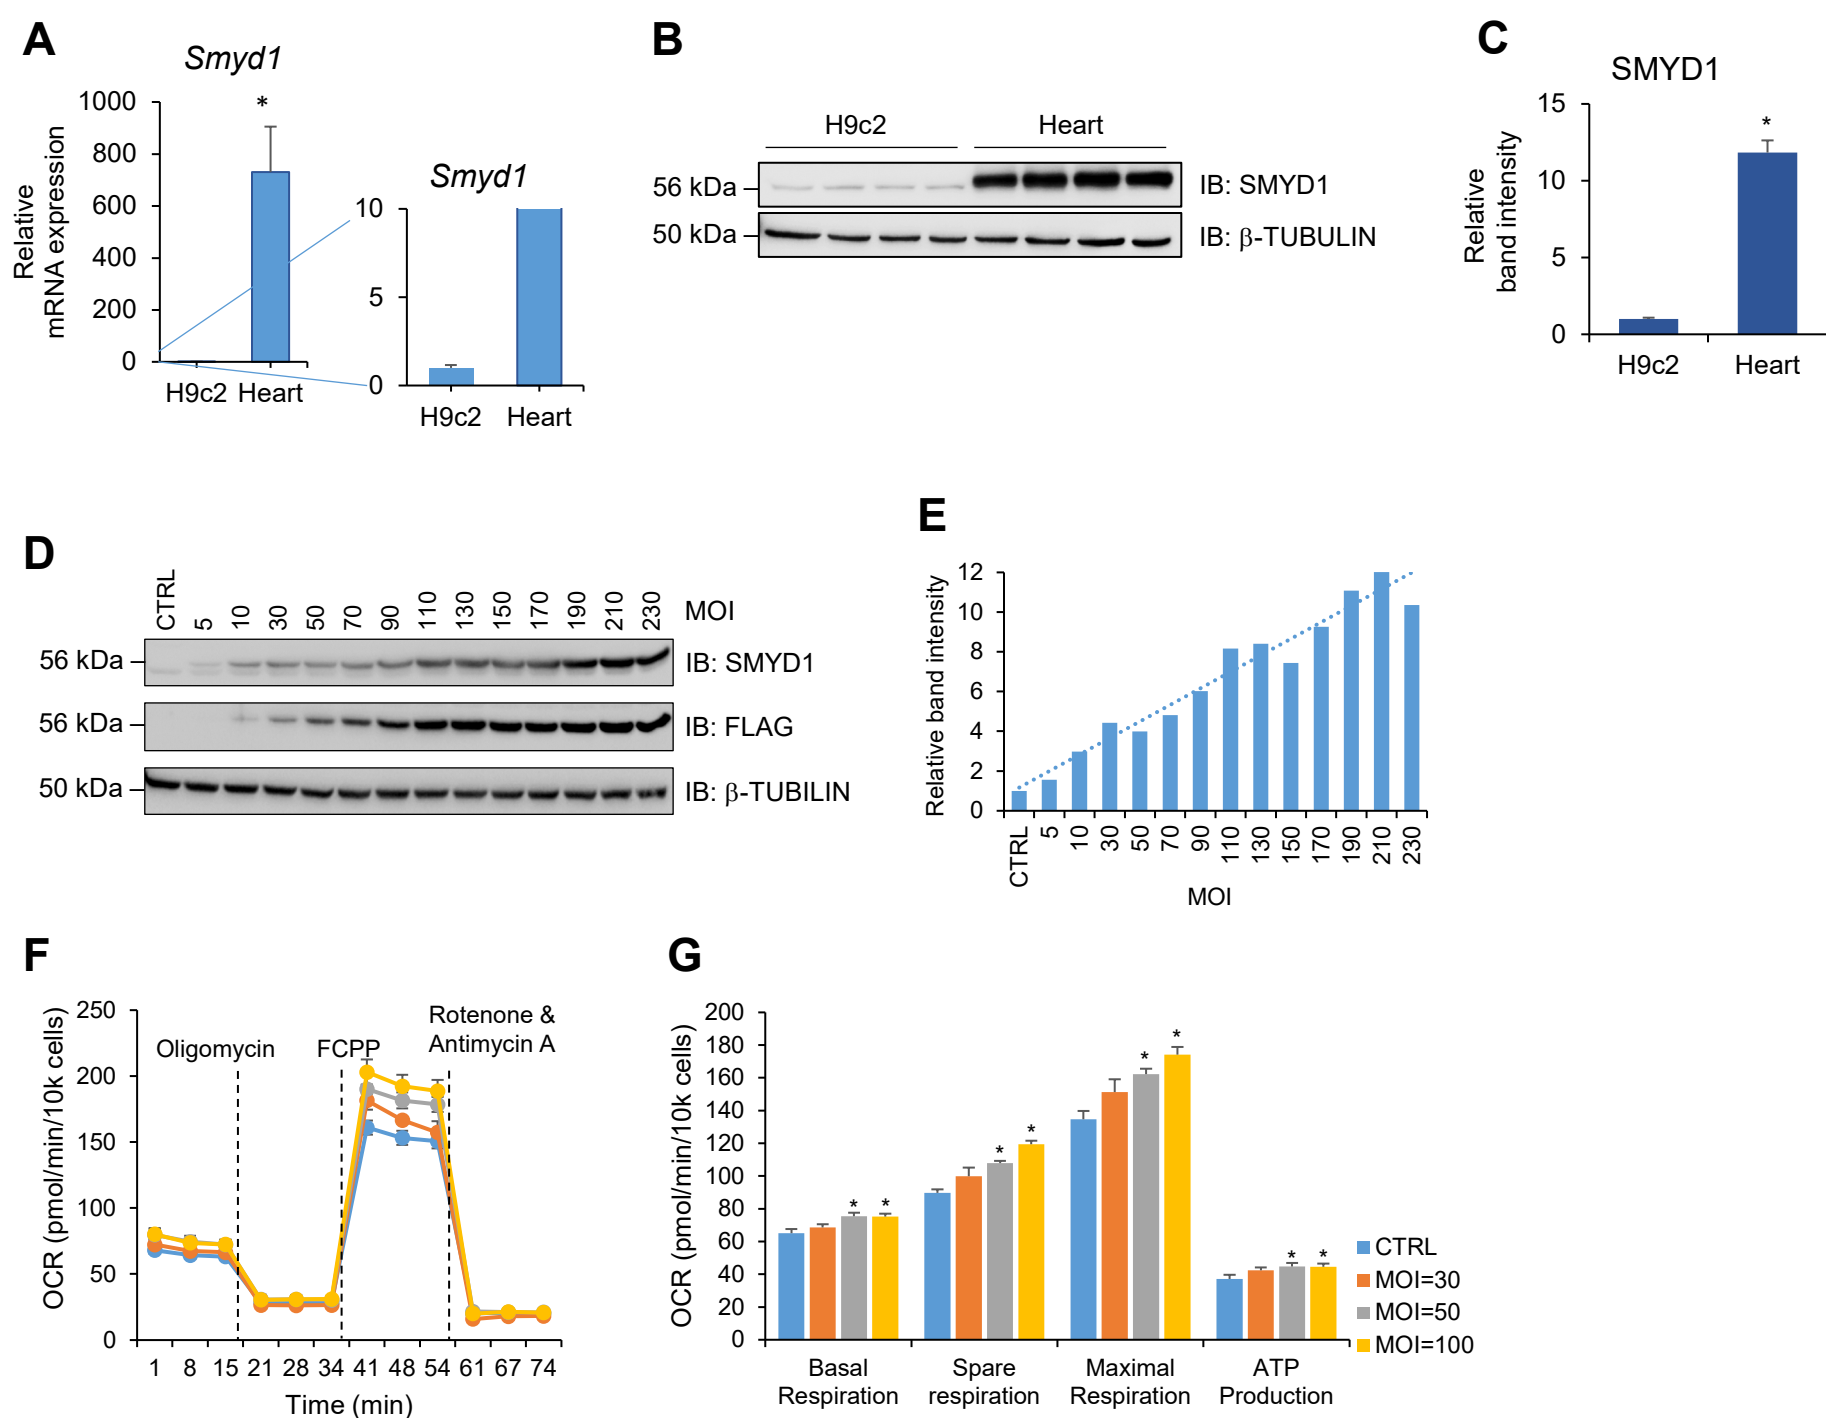 A
Smyd1
Relative
mRNA expression
1000
800
600
400
200
0
*
H9c2 Heart
Smyd1
10
5
0
H9c2 Heart
B
H9c2 Heart
56 kDa
IB: SMYD1
50 kDa
IB: β-TUBULIN
C
SMYD1
Relative
band intensity
15
10
5
0
*
H9c2 Heart
D
CTRL 5 10 30 50 70 90 110 130 150 170 190 210 230 MOI
56 kDa
IB: SMYD1
56 kDa
IB: FLAG
50 kDa
IB: β-TUBILIN
E
Relative band intensity
12
10
8
6
4
2
0
CTRL 5 10 30 50 70 90 110 130 150 170 190 210 230
MOI
F
OCR (pmol/min/10k cells)
250
200
150
100
50
0
Oligomycin
FCPP
Rotenone &
Antimycin A
1 8 15 21 28 34 41 48 54 61 67 74
Time (min)
G
OCR (pmol/min/10k cells)
200
180
160
140
120
100
80
60
40
20
0
* *
* *
* *
* *
Basal
Respiration
Spare
respiration
Maximal
Respiration
ATP
Production
CTRL
MOI=30
MOI=50
MOI=100